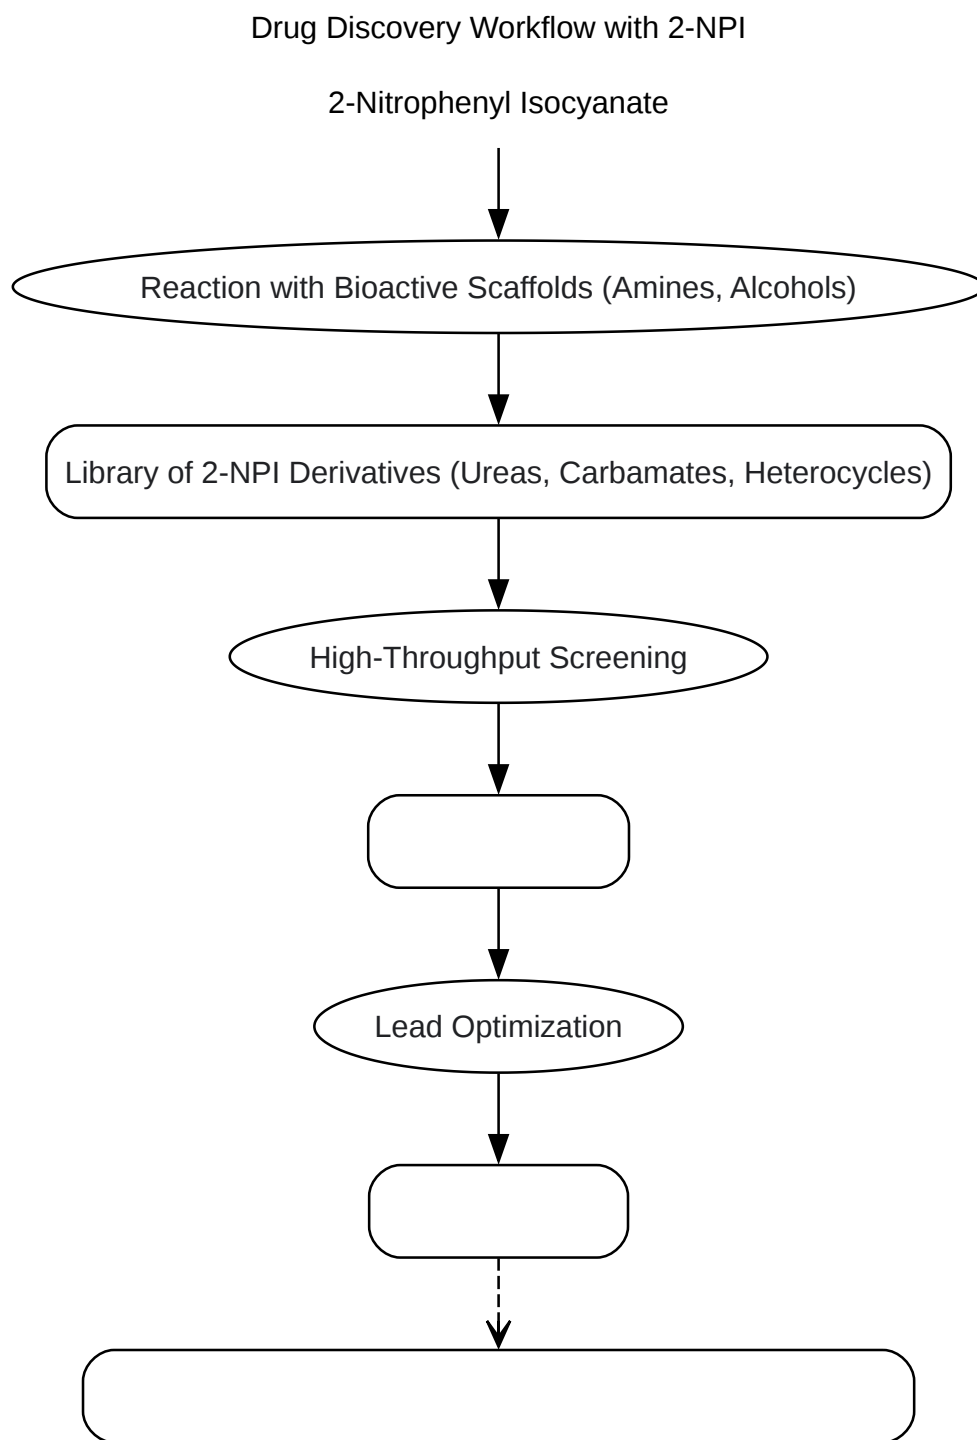 Drug Discovery Workflow with 2-NPI
2-Nitrophenyl Isocyanate
Reaction with Bioactive Scaffolds (Amines, Alcohols)
Library of 2-NPI Derivatives (Ureas, Carbamates, Heterocycles)
High-Throughput Screening
Lead Optimization